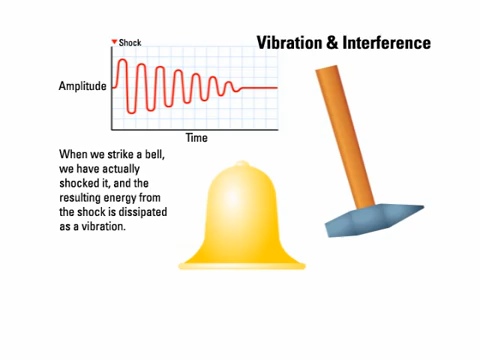 Vibration & Interference
Shock
Amplitude
Time
When we strike a bell,
we have actually
shocked it, and the
resulting energy from
the shock is dissipated
as a vibration.